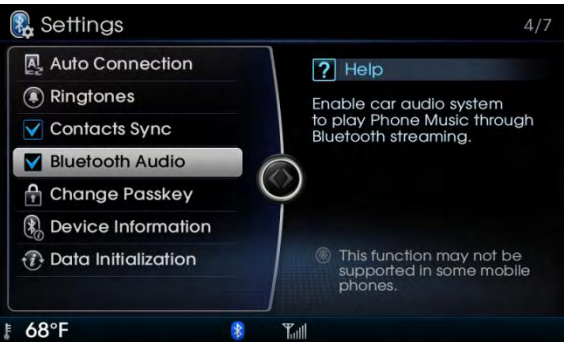 Settings
4/7
Auto Connection
Ringtones
Contacts Sync
Bluetooth Audio
Change Passkey
Device Information
Data Initialization
? Help
Enable car audio system
to play Phone Music through
Bluetooth streaming.
This function may not be
supported in some mobile
phones.
68°F